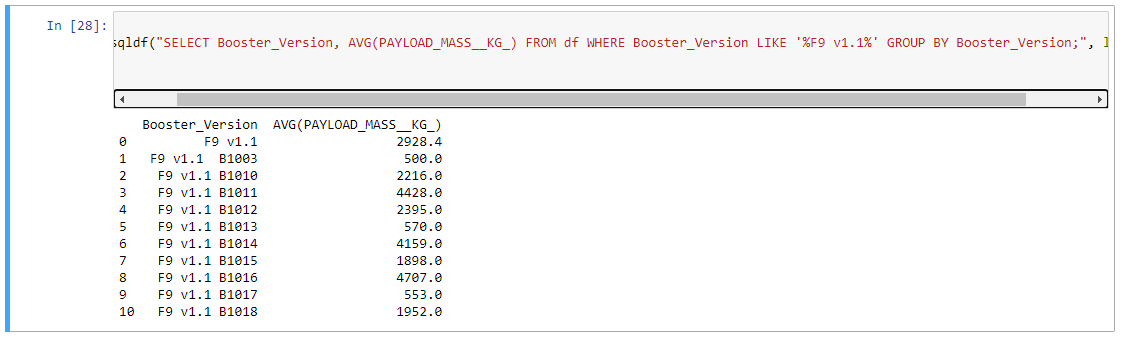 In [28]:
sqldf("SELECT Booster_Version, AVG(PAYLOAD_MASS__KG_) FROM df WHERE Booster_Version LIKE '%F9 v1.1%' GROUP BY Booster_Version;",
Booster_Version AVG(PAYLOAD_MASS__KG_)
0 F9 v1.1 2928.4
1 F9 v1.1  B1003 500.0
2 F9 v1.1 B1010 2216.0
3 F9 v1.1 B1011 4428.0
4 F9 v1.1 B1012 2395.0
5 F9 v1.1 B1013 570.0
6 F9 v1.1 B1014 4159.0
7 F9 v1.1 B1015 1898.0
8 F9 v1.1 B1016 4707.0
9 F9 v1.1 B1017 553.0
10 F9 v1.1 B1018 1952.0